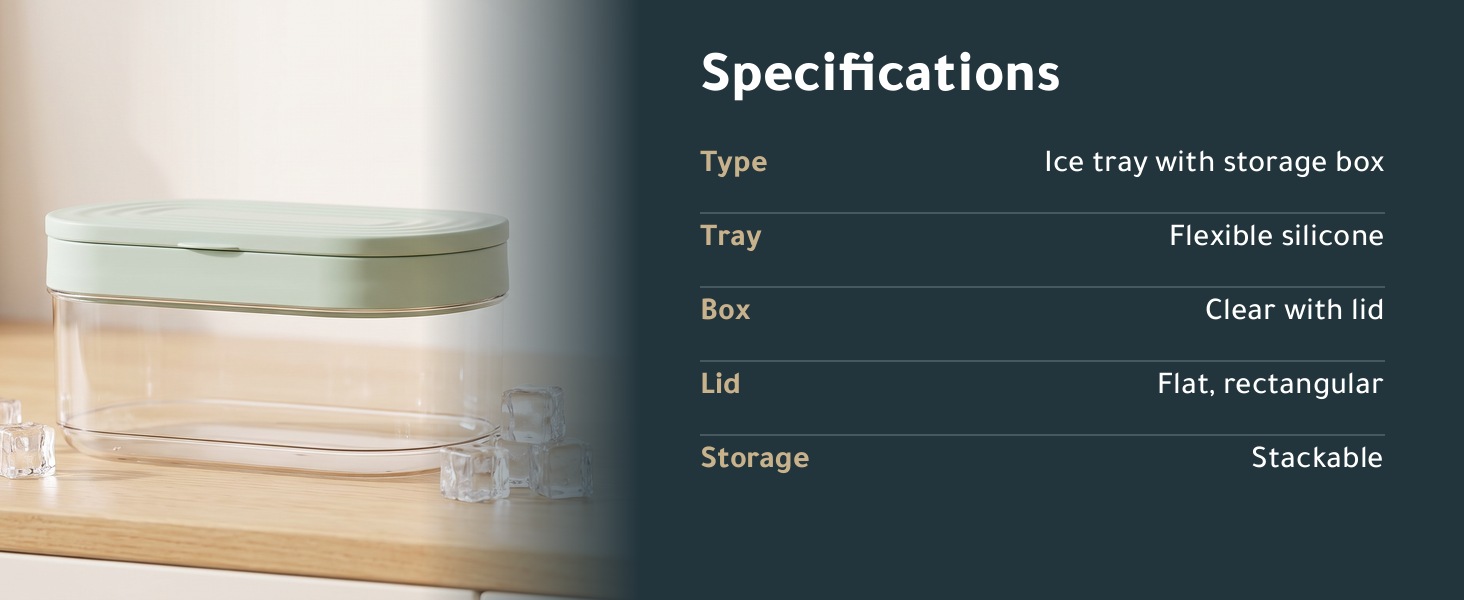 Specifications
Type Ice tray with storage box
Tray Flexible silicone
Box Clear with lid
Lid Flat, rectangular
Storage Stackable